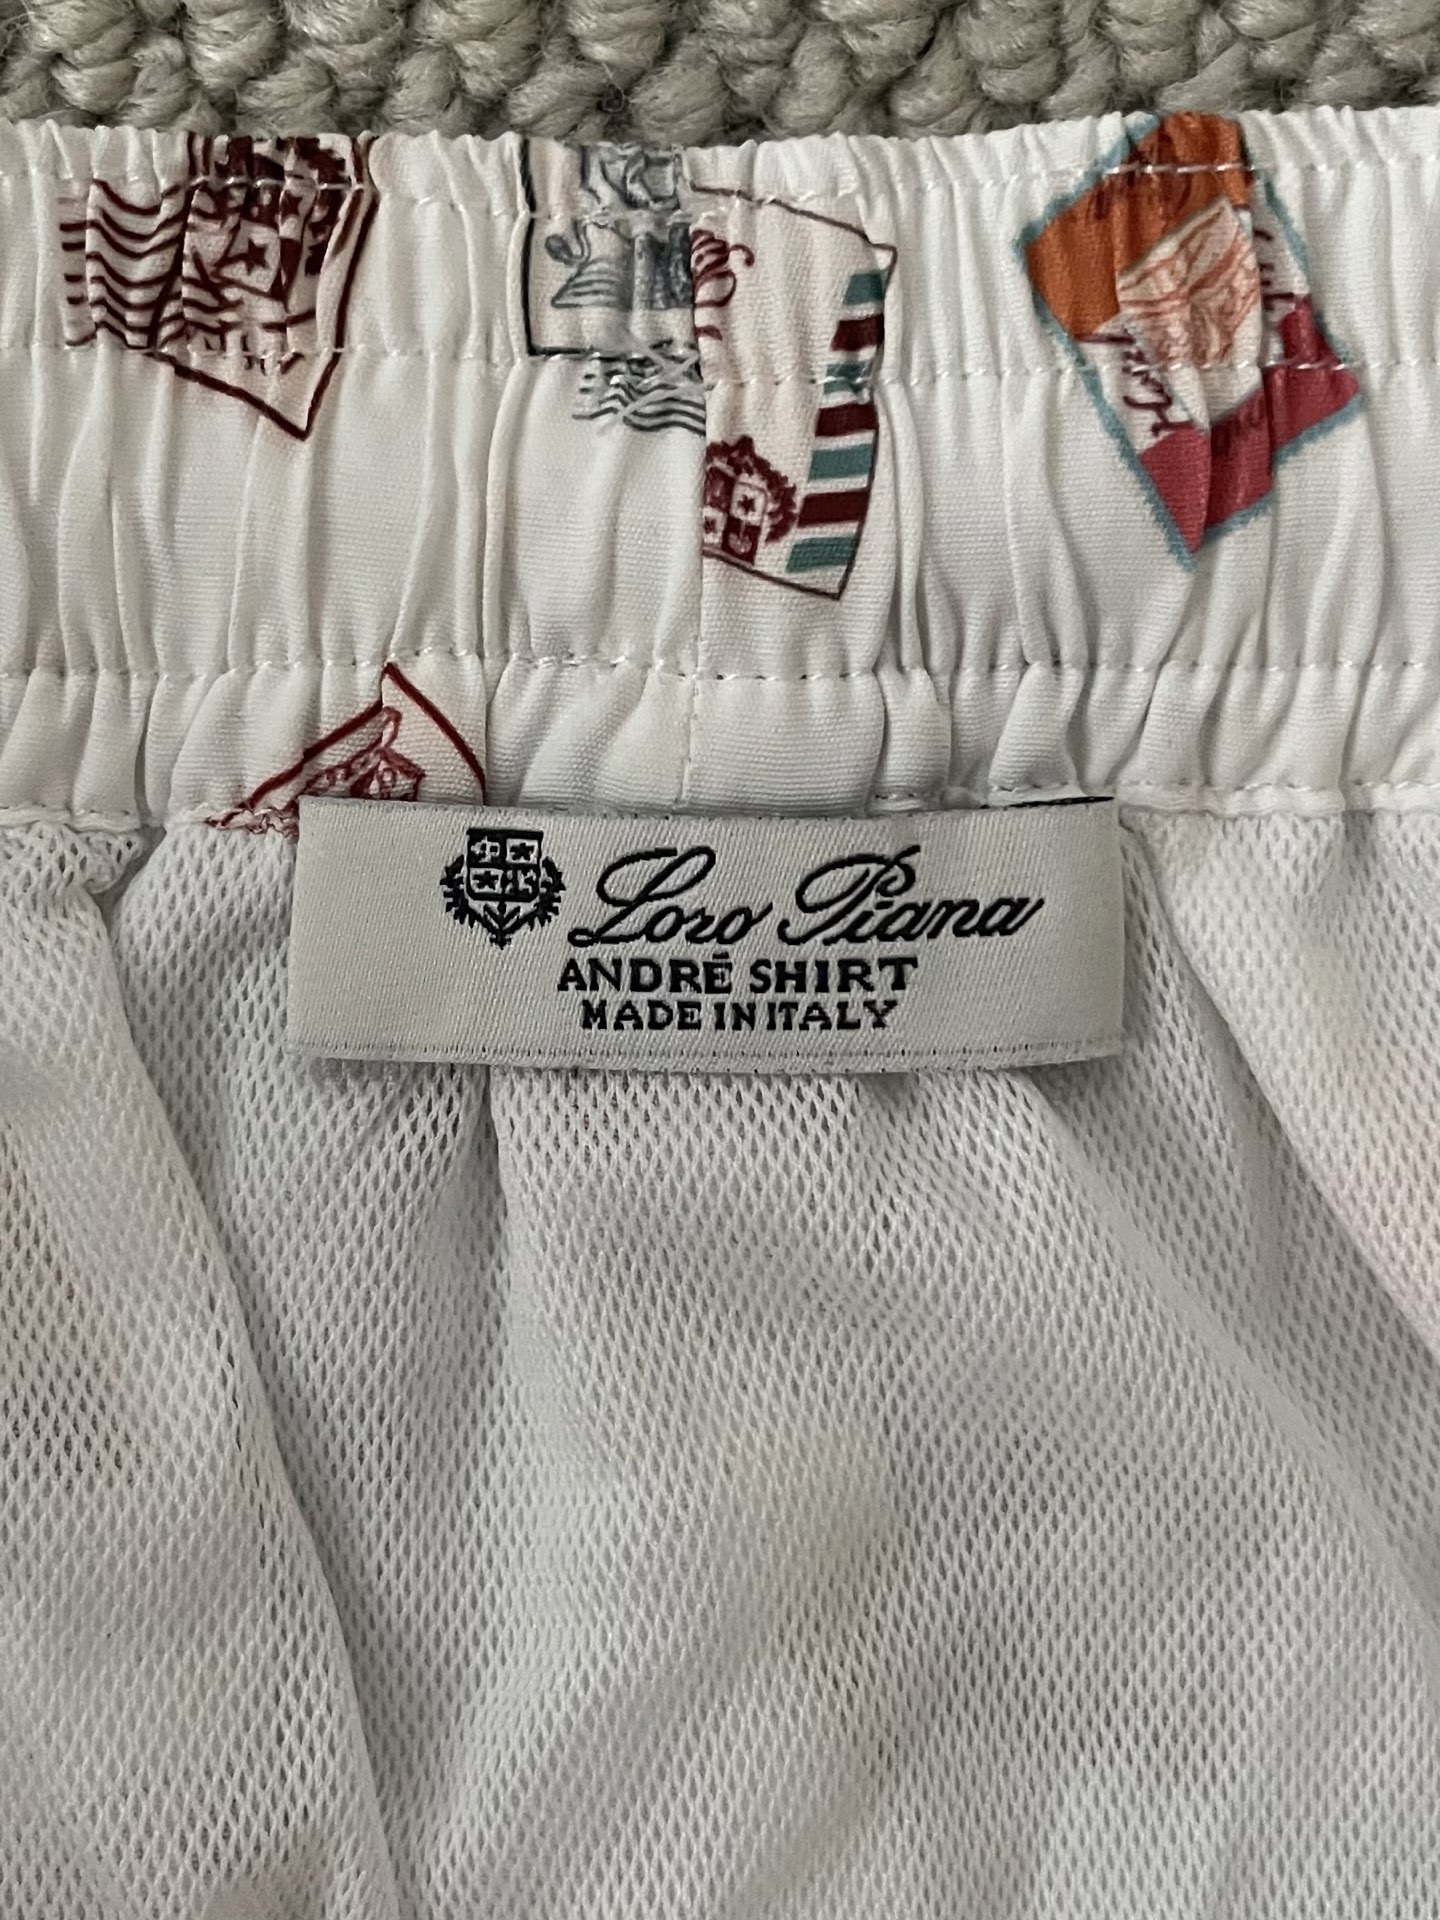 Loro Piana
ANDRÉ SHIRT
MADE IN ITALY